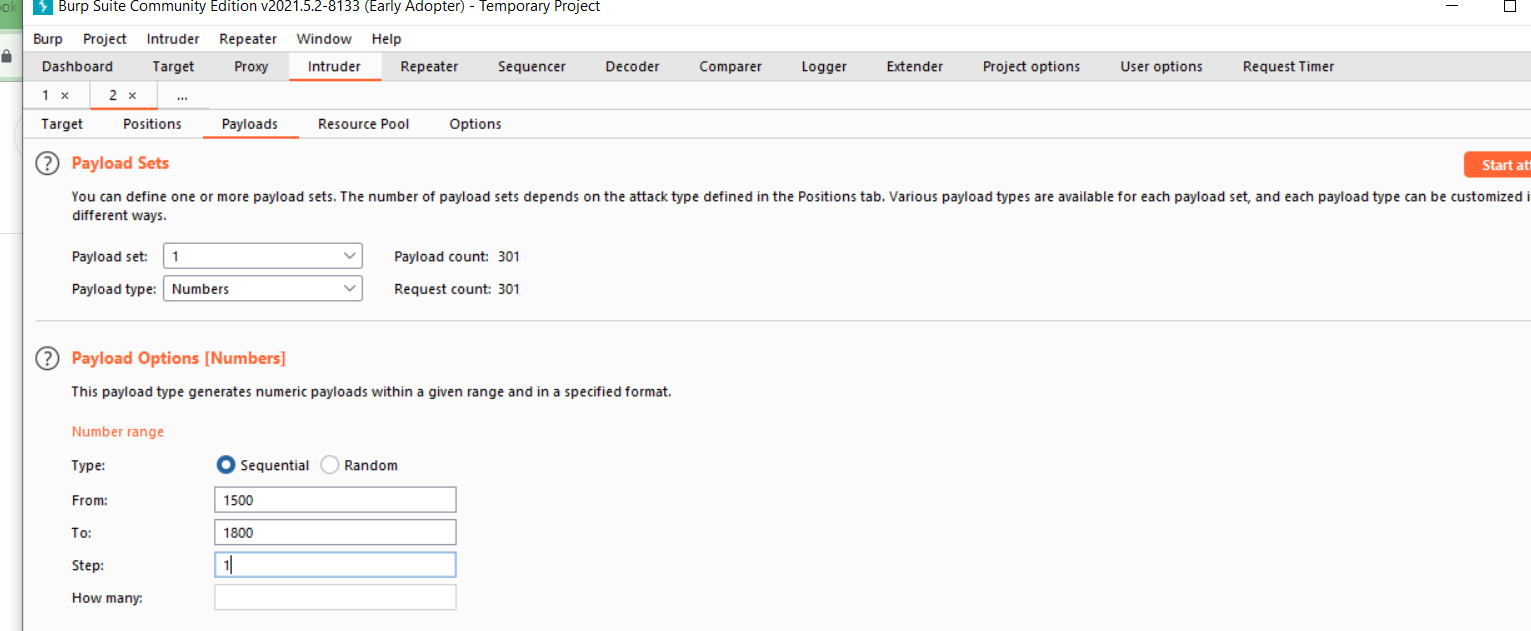 ok
Burp Suite Community Edition v2021.5.2-8133 (Early Adopter) - Temporary Project
Burp Project Intruder Repeater Window Help
Dashboard Target Proxy Intruder Repeater Sequencer Decoder Comparer Logger Extender Project options User options Request Timer
1 × 2 × ...
Target Positions Payloads Resource Pool Options
? Payload Sets
Start att
You can define one or more payload sets. The number of payload sets depends on the attack type defined in the Positions tab. Various payload types are available for each payload set, and each payload type can be customized i
different ways.
Payload set: 1 Payload count: 301
Payload type: Numbers Request count: 301
? Payload Options [Numbers]
This payload type generates numeric payloads within a given range and in a specified format.
Number range
Type: Sequential Random
From: 1500
To: 1800
Step: 1
How many: